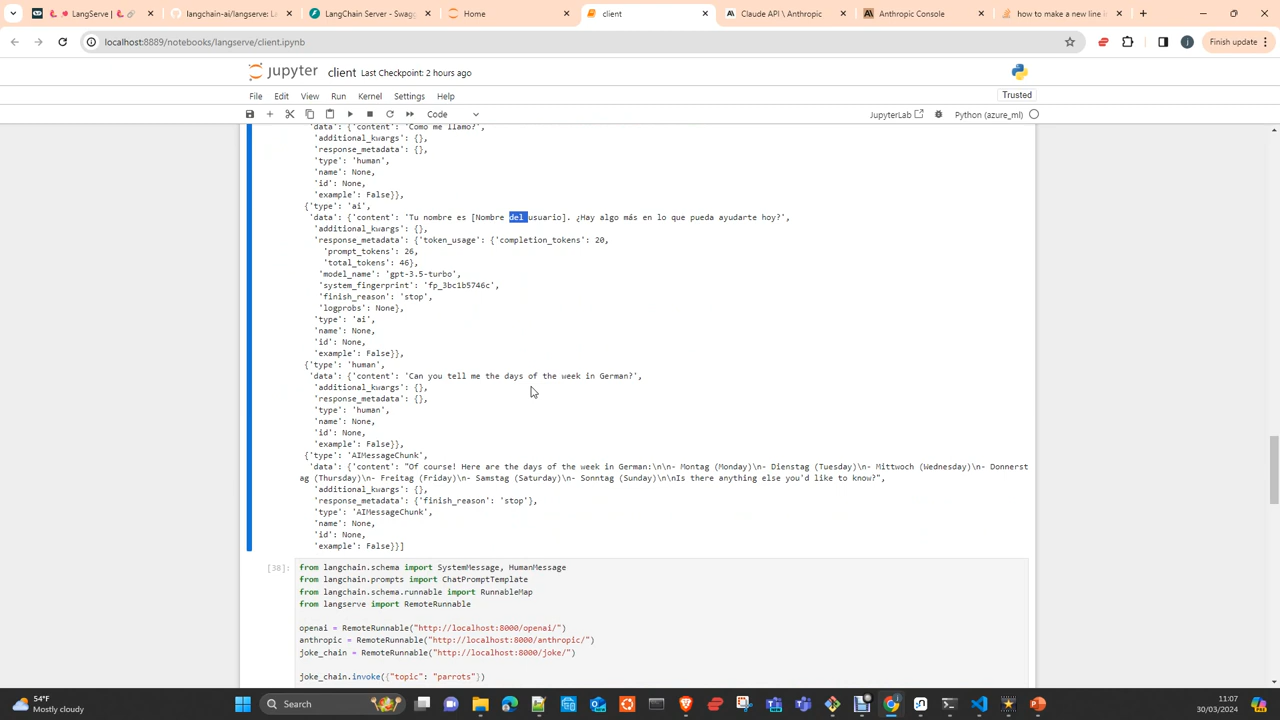 LangServe |
langchain-ai/langserve: La
LangChain Server - Swagg
Home
client
Claude API \ Anthropic
Anthropic Console
how to make a new line i
localhost:8889/notebooks/langserve/client.ipynb
Finish update
jupyter client Last Checkpoint: 2 hours ago
File Edit View Run Kernel Settings Help
Trusted
Code
JupyterLab
Python (azure_ml)
'data': {'content': 'Como me llamo?',
'additional_kwargs': {},
'response_metadata': {},
'type': 'human',
'name': None,
'id': None,
'example': False}},
{'type': 'ai',
'data': {'content': 'Tu nombre es [Nombre del usuario]. ¿Hay algo más en lo que pueda ayudarte hoy?',
'additional_kwargs': {},
'response_metadata': {'token_usage': {'completion_tokens': 20,
'prompt_tokens': 26,
'total_tokens': 46},
'model_name': 'gpt-3.5-turbo',
'system_fingerprint': 'fp_3bc1b5746c',
'finish_reason': 'stop',
'logprobs': None},
'type': 'ai',
'name': None,
'id': None,
'example': False}},
{'type': 'human',
'data': {'content': 'Can you tell me the days of the week in German?',
'additional_kwargs': {},
'response_metadata': {},
'type': 'human',
'name': None,
'id': None,
'example': False}},
{'type': 'AIMessageChunk',
'data': {'content': "Of course! Here are the days of the week in German:\n\n- Montag (Monday)\n- Dienstag (Tuesday)\n- Mittwoch (Wednesday)\n- Donnerst
ag (Thursday)\n- Freitag (Friday)\n- Samstag (Saturday)\n- Sonntag (Sunday)\n\nIs there anything else you'd like to know?",
'additional_kwargs': {},
'response_metadata': {'finish_reason': 'stop'},
'type': 'AIMessageChunk',
'name': None,
'id': None,
'example': False}}]
[38]:
from langchain.schema import SystemMessage, HumanMessage
from langchain.prompts import ChatPromptTemplate
from langchain.schema.runnable import RunnableMap
from langserve import RemoteRunnable
openai = RemoteRunnable("http://localhost:8000/openai/")
anthropic = RemoteRunnable("http://localhost:8000/anthropic/")
joke_chain = RemoteRunnable("http://localhost:8000/joke/")
joke_chain.invoke({"topic": "parrots"})
54°F
Mostly cloudy
Search
11:07
30/03/2024